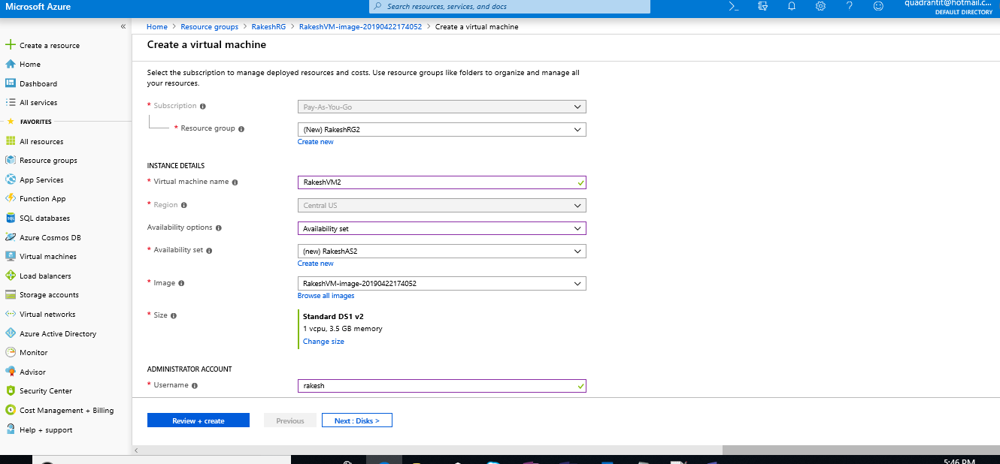 Microsoft Azure
Search resources, services, and docs
quadrantit@hotmail.c...
DEFAULT DIRECTORY
«
Home > Resource groups > RakeshRG > RakeshVM-image-20190422174052 > Create a virtual machine
Create a virtual machine
Create a resource
Home
Dashboard
All services
FAVORITES
All resources
Resource groups
App Services
Function App
SQL databases
Azure Cosmos DB
Virtual machines
Load balancers
Storage accounts
Virtual networks
Azure Active Directory
Monitor
Advisor
Security Center
Cost Management + Billing
Help + support
Select the subscription to manage deployed resources and costs. Use resource groups like folders to organize and manage all
your resources.
* Subscription
Pay-As-You-Go
* Resource group
(New) RakeshRG2
Create new
INSTANCE DETAILS
* Virtual machine name
RakeshVM2
* Region
Central US
Availability options
Availability set
* Availability set
(new) RakeshAS2
Create new
* Image
RakeshVM-image-20190422174052
Browse all images
* Size
Standard DS1 v2
1 vcpu, 3.5 GB memory
Change size
ADMINISTRATOR ACCOUNT
* Username
rakesh
Review + create
Previous
Next : Disks >
5:46 PM